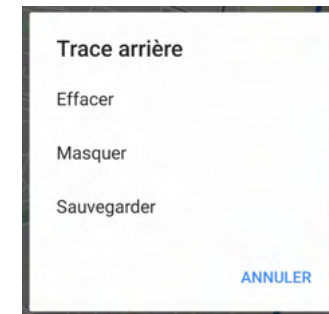 Trace arrière
Effacer
Masquer
Sauvegarder
ANNULER